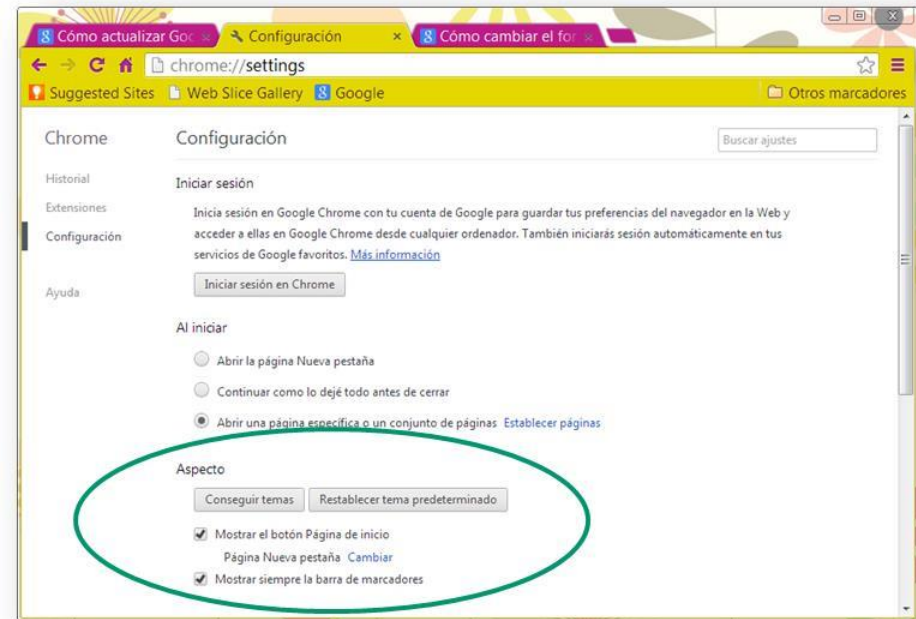 Cómo actualizar Goo
Configuración
Cómo cambiar el for
chrome://settings
Suggested Sites Web Slice Gallery Google Otros marcadores
Chrome
Configuración
Buscar ajustes
Historial
Extensiones
Configuración
Ayuda
Iniciar sesión
Inicia sesión en Google Chrome con tu cuenta de Google para guardar tus preferencias del navegador en la Web y
acceder a ellas en Google Chrome desde cualquier ordenador. También iniciarás sesión automáticamente en tus
servicios de Google favoritos. Más información
Iniciar sesión en Chrome
Al iniciar
Abrir la página Nueva pestaña
Continuar como lo dejé todo antes de cerrar
Abrir una página específica o un conjunto de páginas Establecer páginas
Aspecto
Conseguir temas Restablecer tema predeterminado
Mostrar el botón Página de inicio
Página Nueva pestaña Cambiar
Mostrar siempre la barra de marcadores